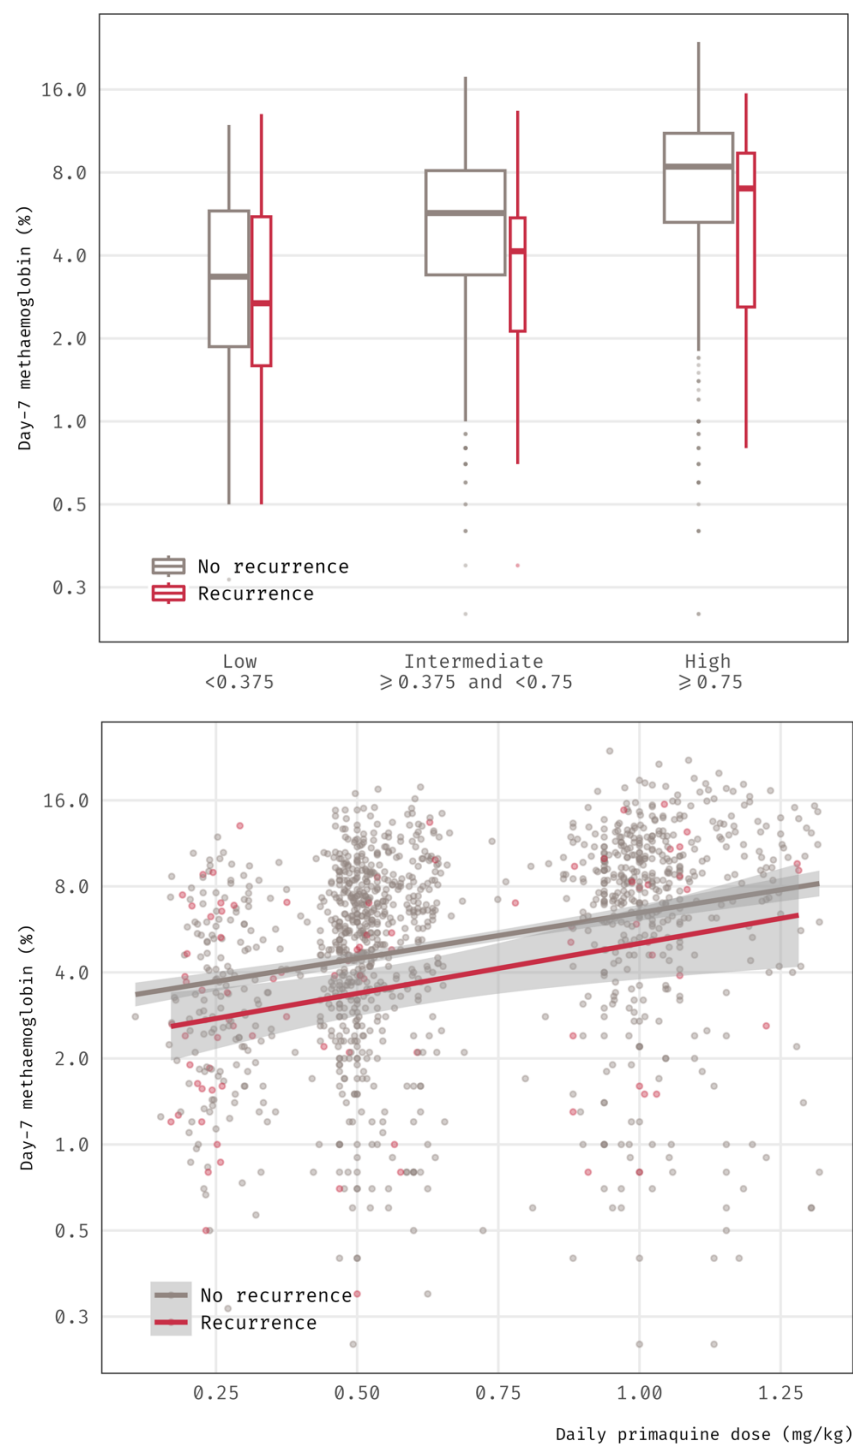 16.0
8.0
4.0
2.0
1.0
0.5
0.3
Day-7 methaemoglobin (%)
No recurrence
Recurrence
Low Intermediate High
<0.375 ⩾0.375 and <0.75 ⩾0.75
16.0
8.0
4.0
2.0
1.0
0.5
0.3
Day-7 methaemoglobin (%)
No recurrence
Recurrence
0.25 0.50 0.75 1.00 1.25
Daily primaquine dose (mg/kg)